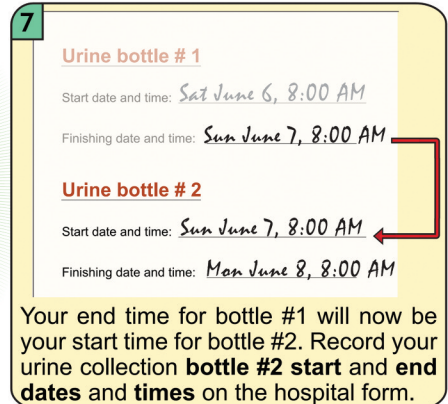 7
Urine bottle # 1
Start date and time: Sat June 6, 8:00 AM
Finishing date and time: Sun June 7, 8:00 AM
Urine bottle # 2
Start date and time: Sun June 7, 8:00 AM
Finishing date and time: Mon June 8, 8:00 AM
Your end time for bottle #1 will now be
your start time for bottle #2. Record your
urine collection bottle #2 start and end
dates and times on the hospital form.